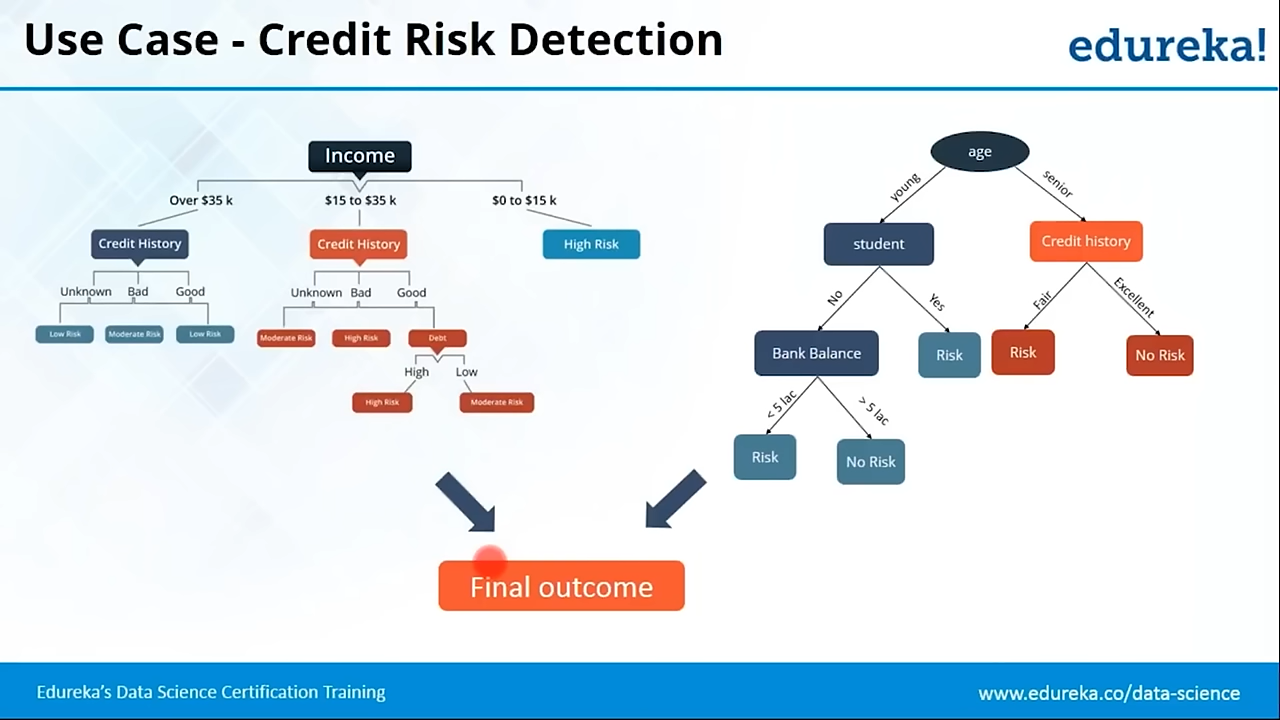 Use Case - Credit Risk Detection
edureka!
Income
Over $35 k
$15 to $35 k
$0 to $15 k
Credit History
Credit History
High Risk
Unknown
Bad
Good
Unknown
Bad
Good
Low Risk
Moderate Risk
Low Risk
Moderate Risk
High Risk
Debt
High
Low
High Risk
Moderate Risk
age
young
senior
student
Credit history
No
Yes
Fair
Excellent
Bank Balance
Risk
Risk
No Risk
< 5 lac
> 5 lac
Risk
No Risk
Final outcome
Edureka's Data Science Certification Training
www.edureka.co/data-science